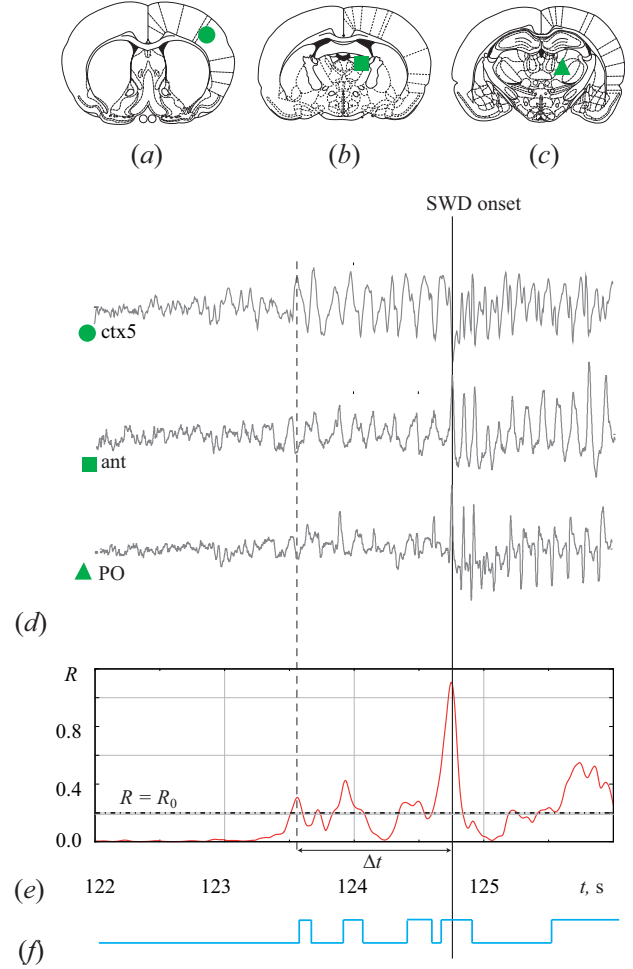 (a) (b) (c)
SWD onset
ctx5
ant
PO
(d)
R
0.8
0.4
R = R₀
0.0
Δt
(e) 122 123 124 125 t, s
(f)